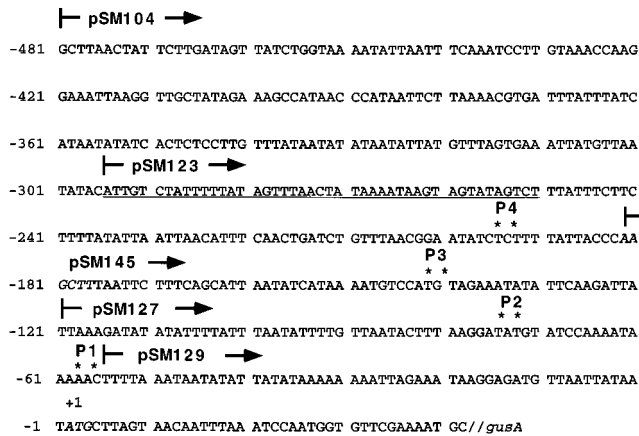 pSM104
-481 GCTTAACTAT TCTTGATAGT TATCTGGTAA AATATTAATT TCAAATCCTT GTAAACCAAG
-421 GAAATTAAGG TTGCTATAGA AAGCCATAAC CCATAATTCT TAAAACGTGA TTTATTTATC
-361 ATAATATATC ACTCTCCTTG TTTATAATAT ATAATATTAT GTTTAGTGAA ATTATGTTAA
pSM123
-301 TATACATTGT CTATTTTTAT AGTTTAACTA TAAAATAAGT AGTATAGTCT TTATTTCTTC
P4
* *
-241 TTTTATATTA ATTAACATTT CAACTGATCT GTTTAACGGA ATATCTCTTT TATTACCCAA
pSM145 P3
* *
-181 GCTTTAATTC TTTCAGCATT AATATCATAA AATGTCCATG TAGAAATATA TTCAAGATTA
pSM127 P2
* *
-121 TTAAAGATAT ATATTTTATT TAATATTTTG TTAATACTTT AAGGATATGT ATCCAAAATA
P1 pSM129
* *
-61 AAAACTTTTA AATAATATAT TATATAAAAA AAATTAGAAA TAAGGAGATG TTAATTATAA
+1
-1 TATGCTTAGT AACAATTTAA ATCCAATGGT GTTCGAAAAT GC//gusA